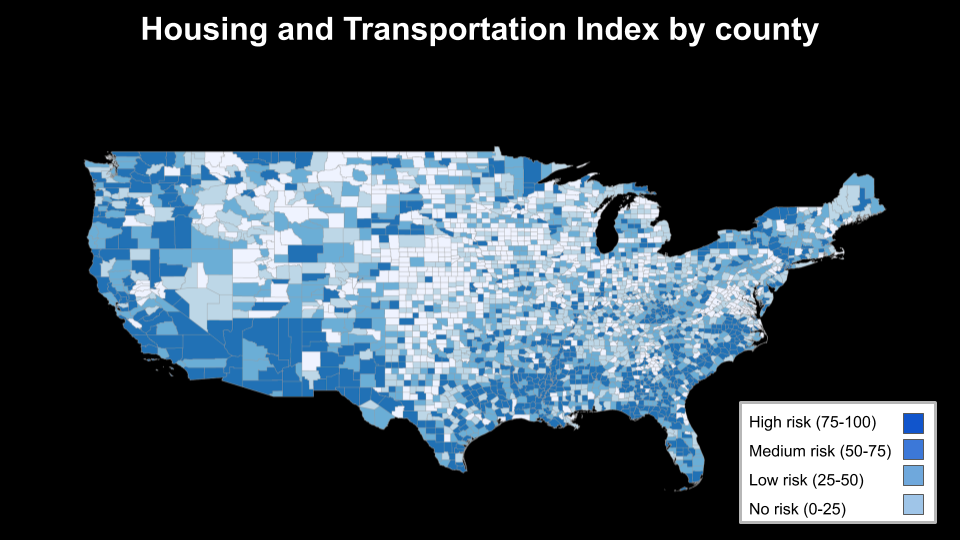 Housing and Transportation Index by county
High risk (75-100)
Medium risk (50-75)
Low risk (25-50)
No risk (0-25)